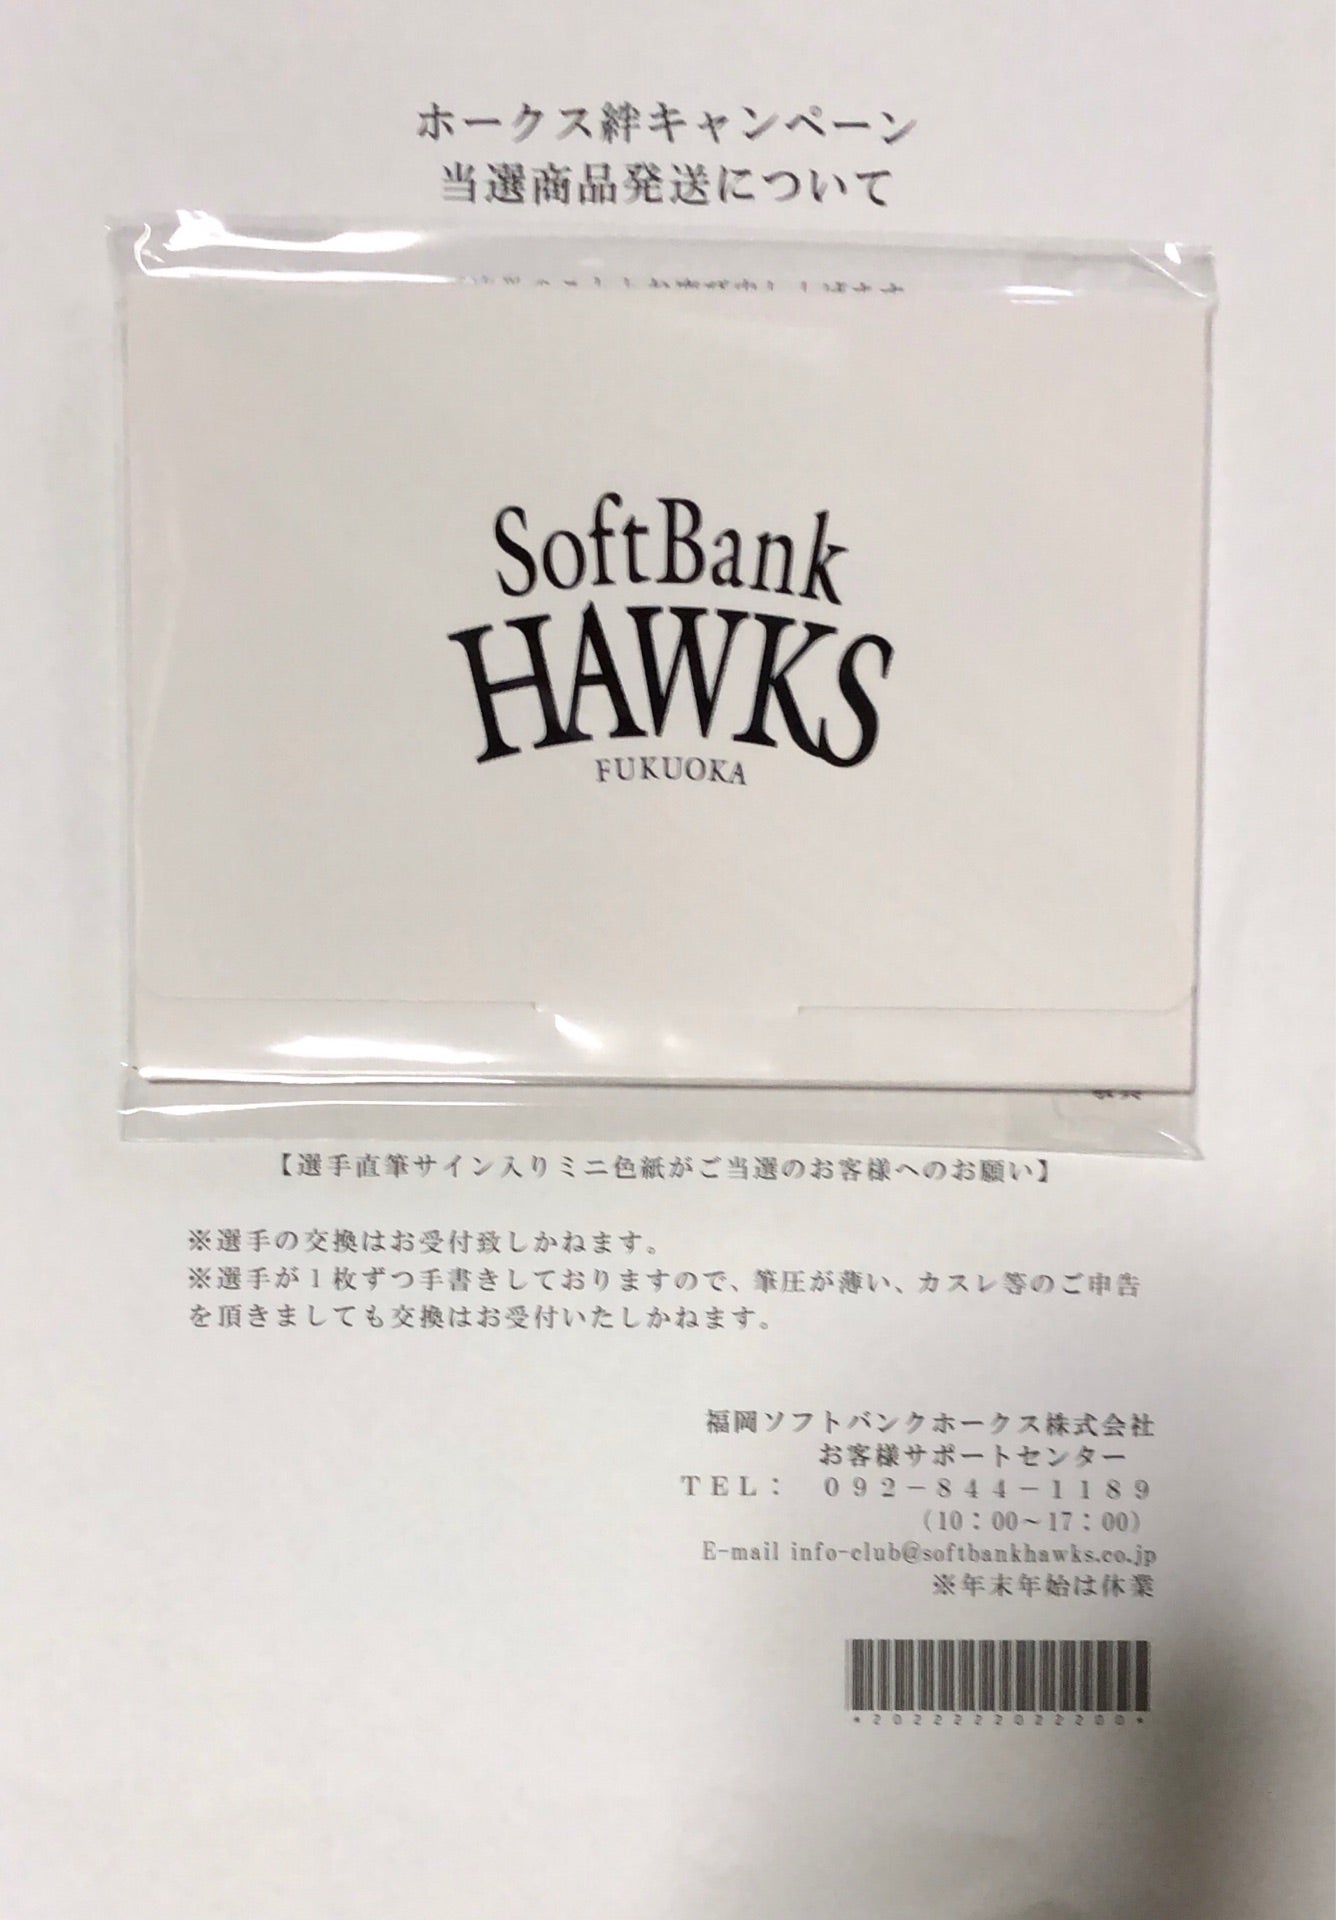 ホークス絆キャンペーン
当選商品発送について
SoftBank
HAWKS
FUKUOKA
【選手直筆サイン入りミニ色紙がご当選のお客様へのお願い】
※選手の交換はお受付致しかねます。
※選手が１枚ずつ手書きしておりますので、筆圧が薄い、カスレ等のご申告
を頂きましても交換はお受付いたしかねます。
福岡ソフトバンクホークス株式会社
お客様サポートセンター
ＴＥＬ：　０９２－８４４－１１８９
（10：00～17：00）
E-mail info-club@softbankhawks.co.jp
※年末年始は休業
*2022222022200*